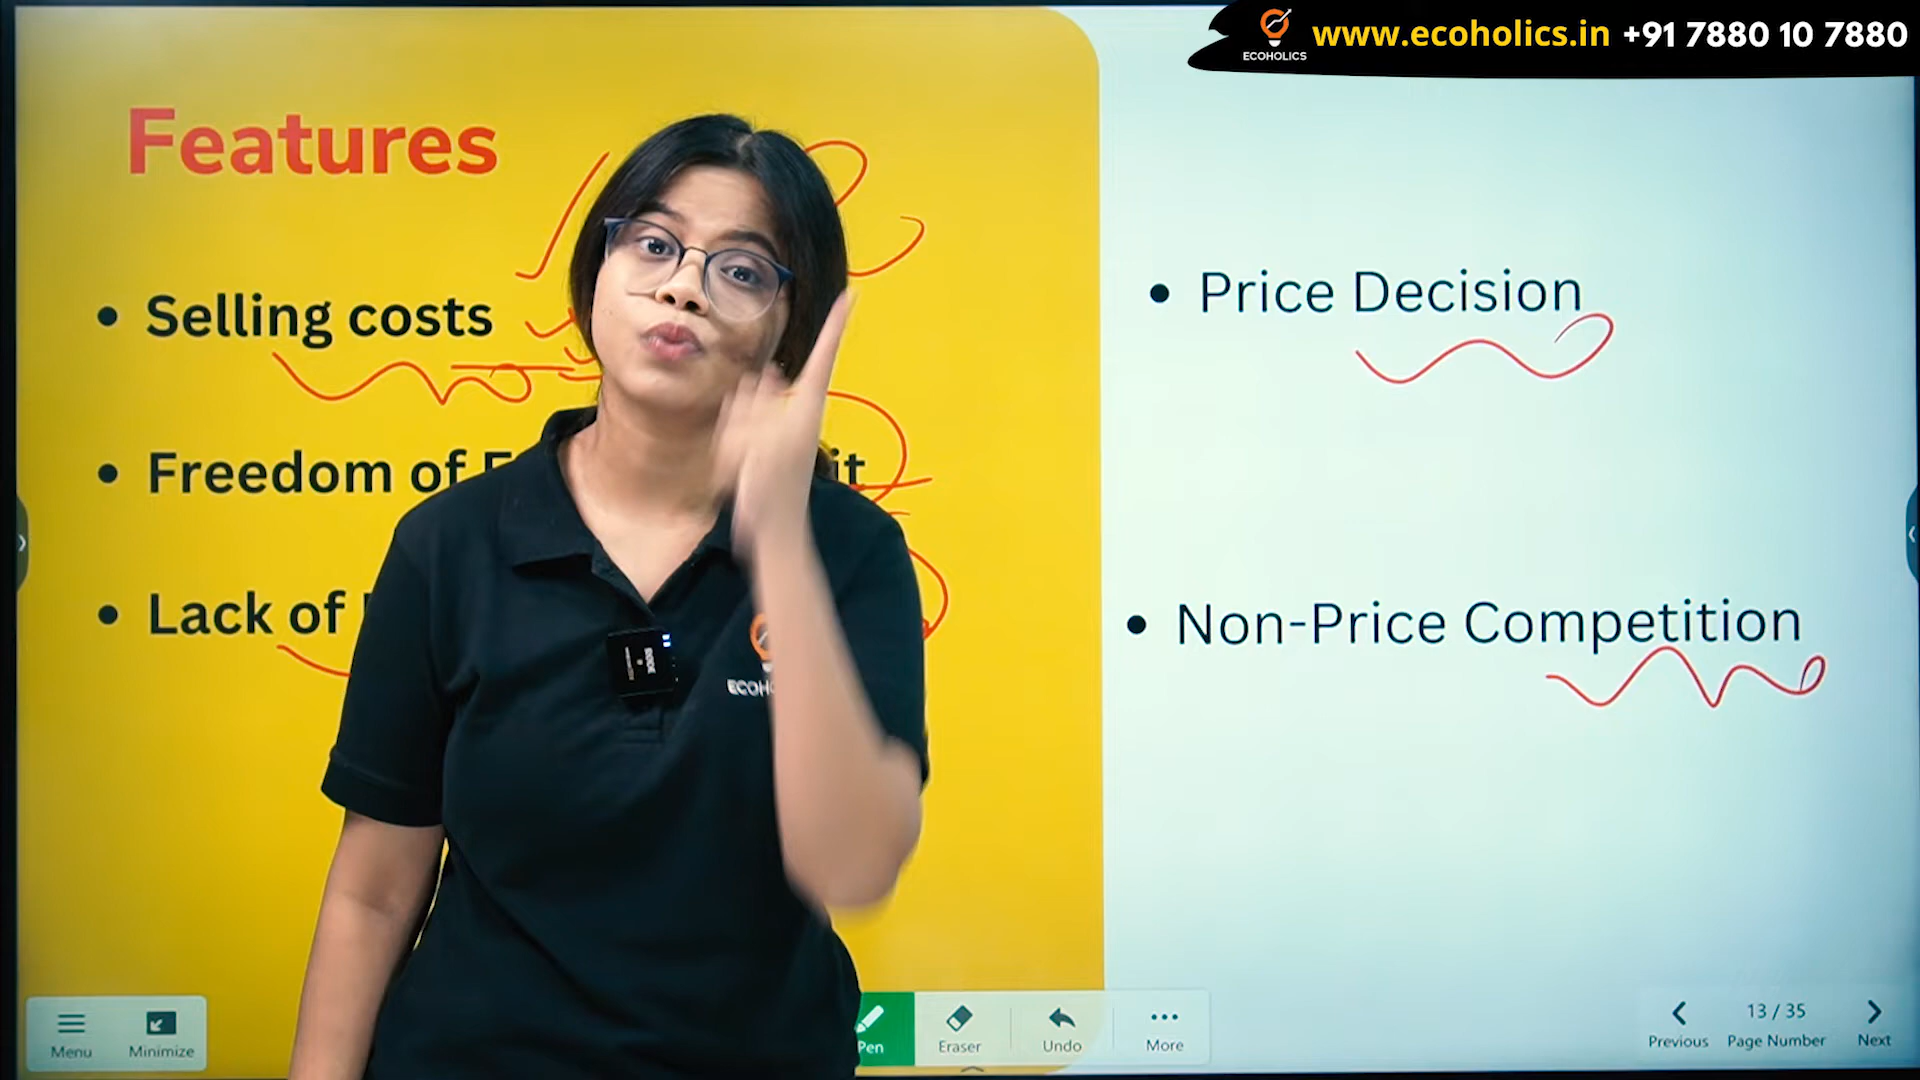 ECOHOLICS
www.ecoholics.in +91 7880 10 7880
Features
• Selling costs
• Freedom of
it
• Lack of
• Price Decision
• Non-Price Competition
Menu
Minimize
Pen
Eraser
Undo
More
Previous
13 / 35
Page Number
Next